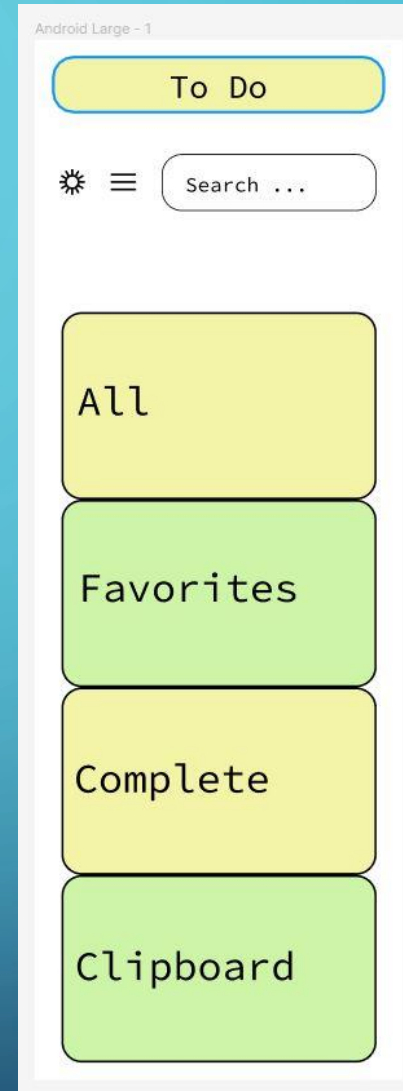 Android Large - 1
To Do
Search ...
All
Favorites
Complete
Clipboard